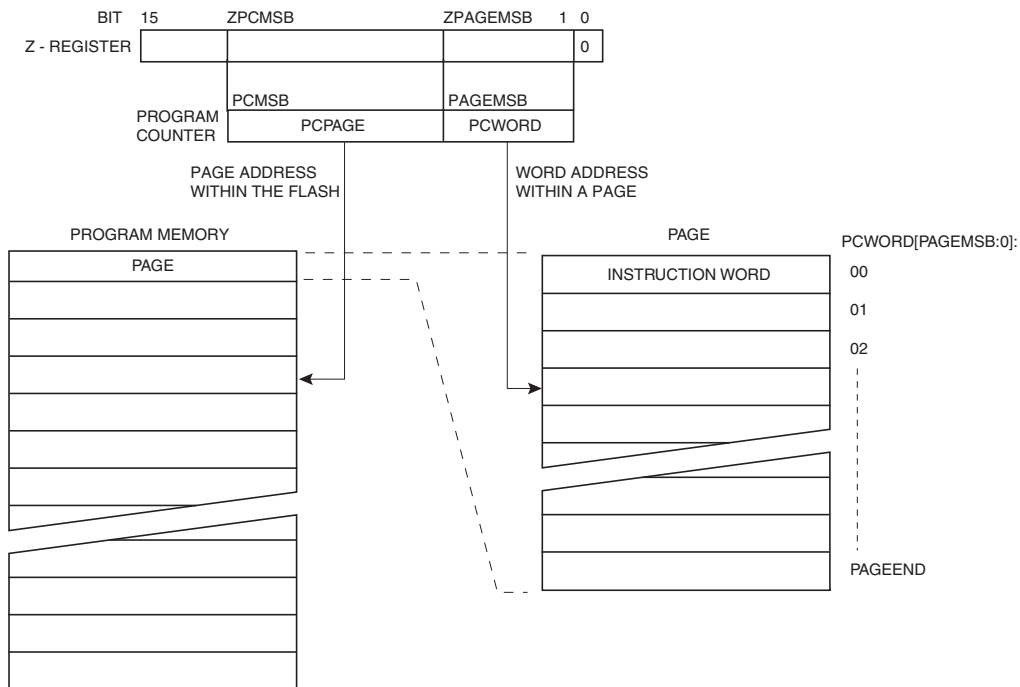 BIT 15 ZPCMSB ZPAGEMSB 1 0
Z - REGISTER 0
PCMSB PAGEMSB
PROGRAM
COUNTER
PCPAGE PCWORD
PAGE ADDRESS
WITHIN THE FLASH
WORD ADDRESS
WITHIN A PAGE
PROGRAM MEMORY
PAGE
PAGE
PCWORD[PAGEMSB:0]:
INSTRUCTION WORD
00
01
02
PAGEEND